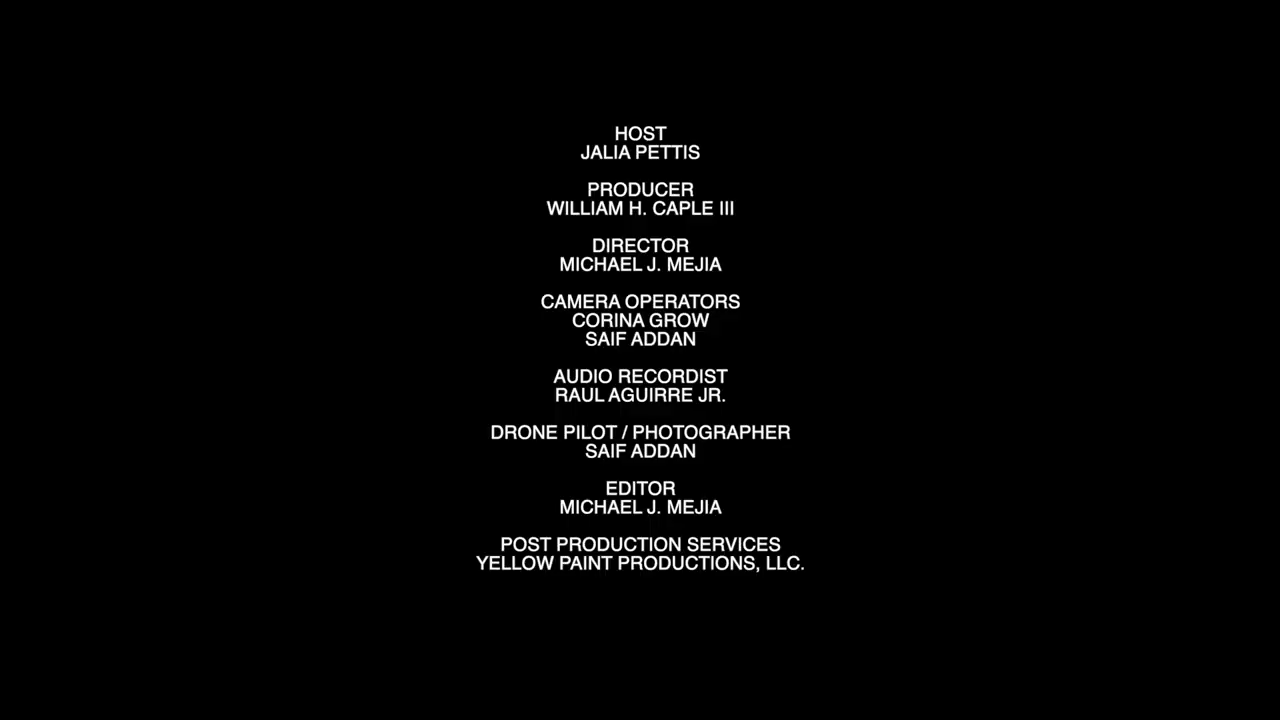 HOST
JALIA PETTIS
PRODUCER
WILLIAM H. CAPLE III
DIRECTOR
MICHAEL J. MEJIA
CAMERA OPERATORS
CORINA GROW
SAIF ADDAN
AUDIO RECORDIST
RAUL AGUIRRE JR.
DRONE PILOT / PHOTOGRAPHER
SAIF ADDAN
EDITOR
MICHAEL J. MEJIA
POST PRODUCTION SERVICES
YELLOW PAINT PRODUCTIONS, LLC.